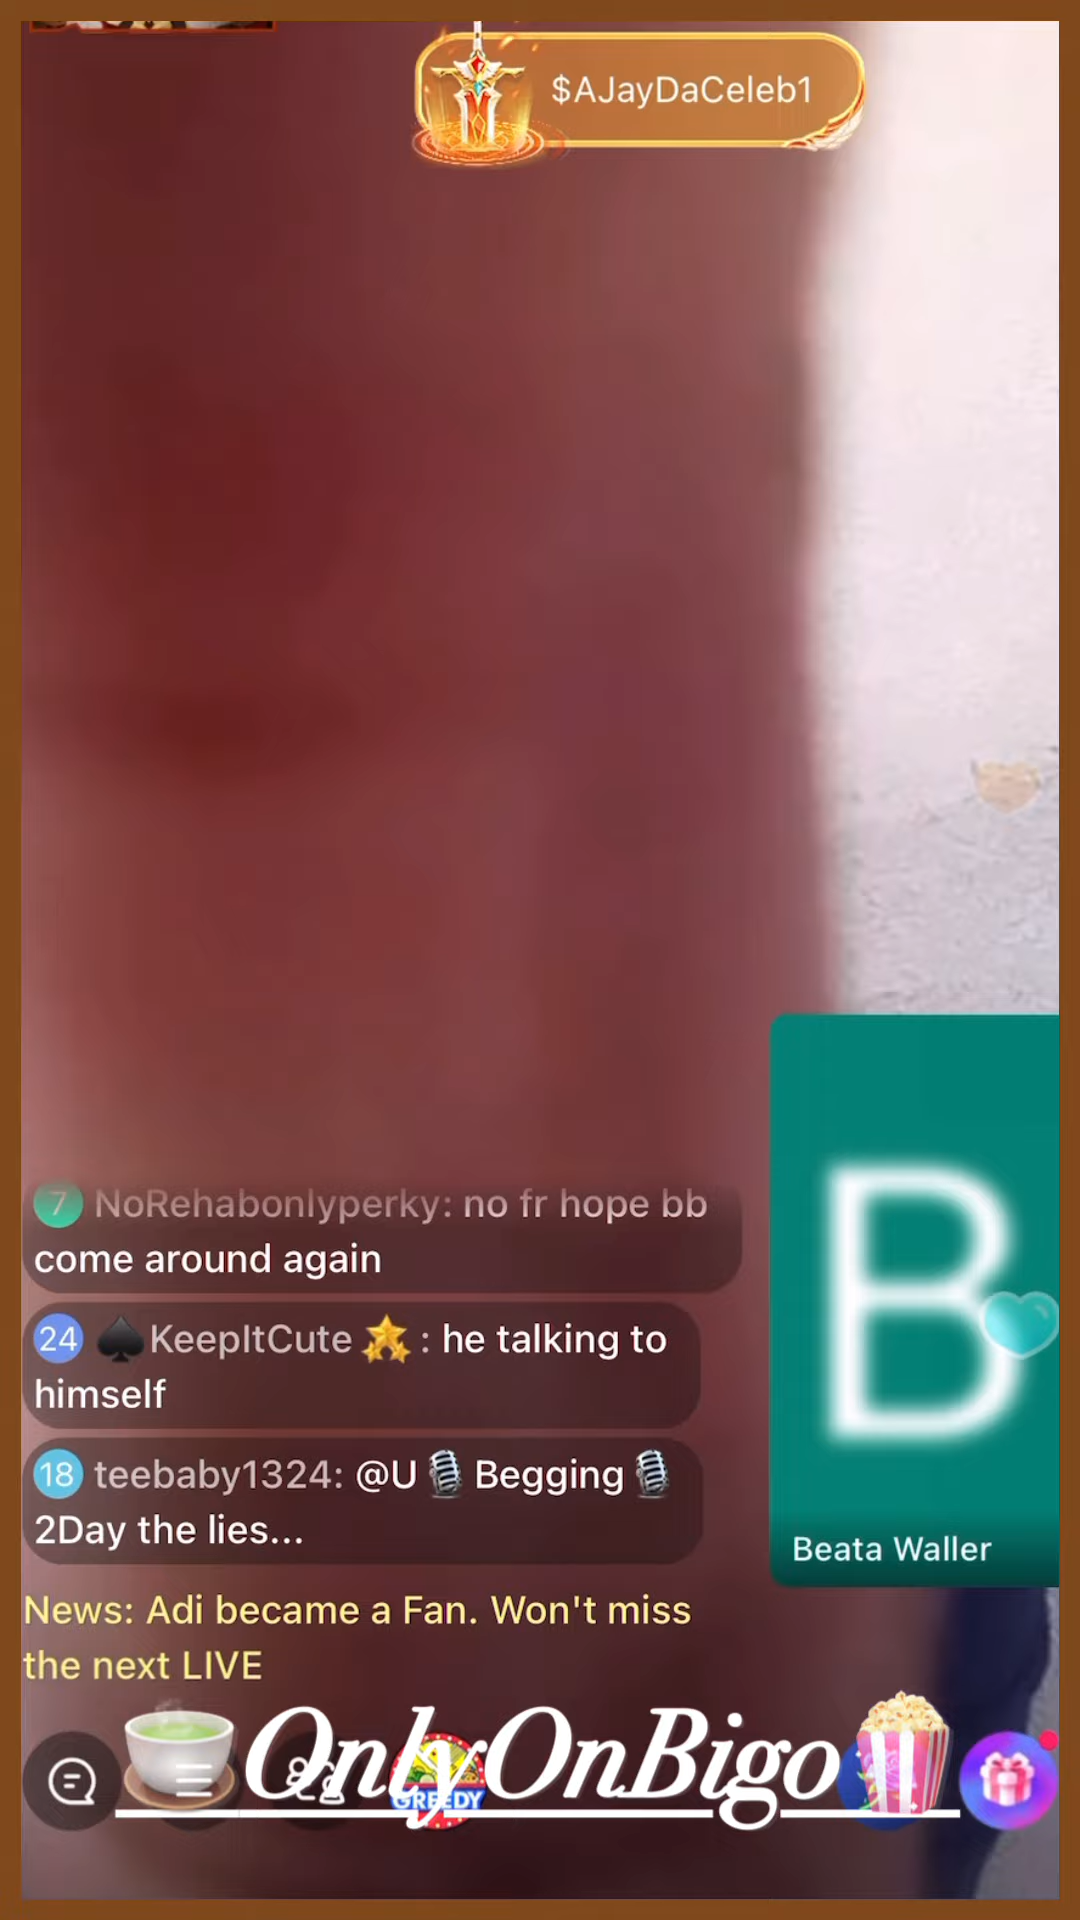 $AJayDaCeleb1
B
7 NoRehabonlyperky: no fr hope bb
come around again
24 ♠KeepItCute🌟: he talking to
himself
18 teebaby1324: @U🎙Begging🎙
2Day the lies...
Beata Waller
News: Adi became a Fan. Won't miss
the next LIVE
🍵OnlyOnBigo🍿
GREEDY